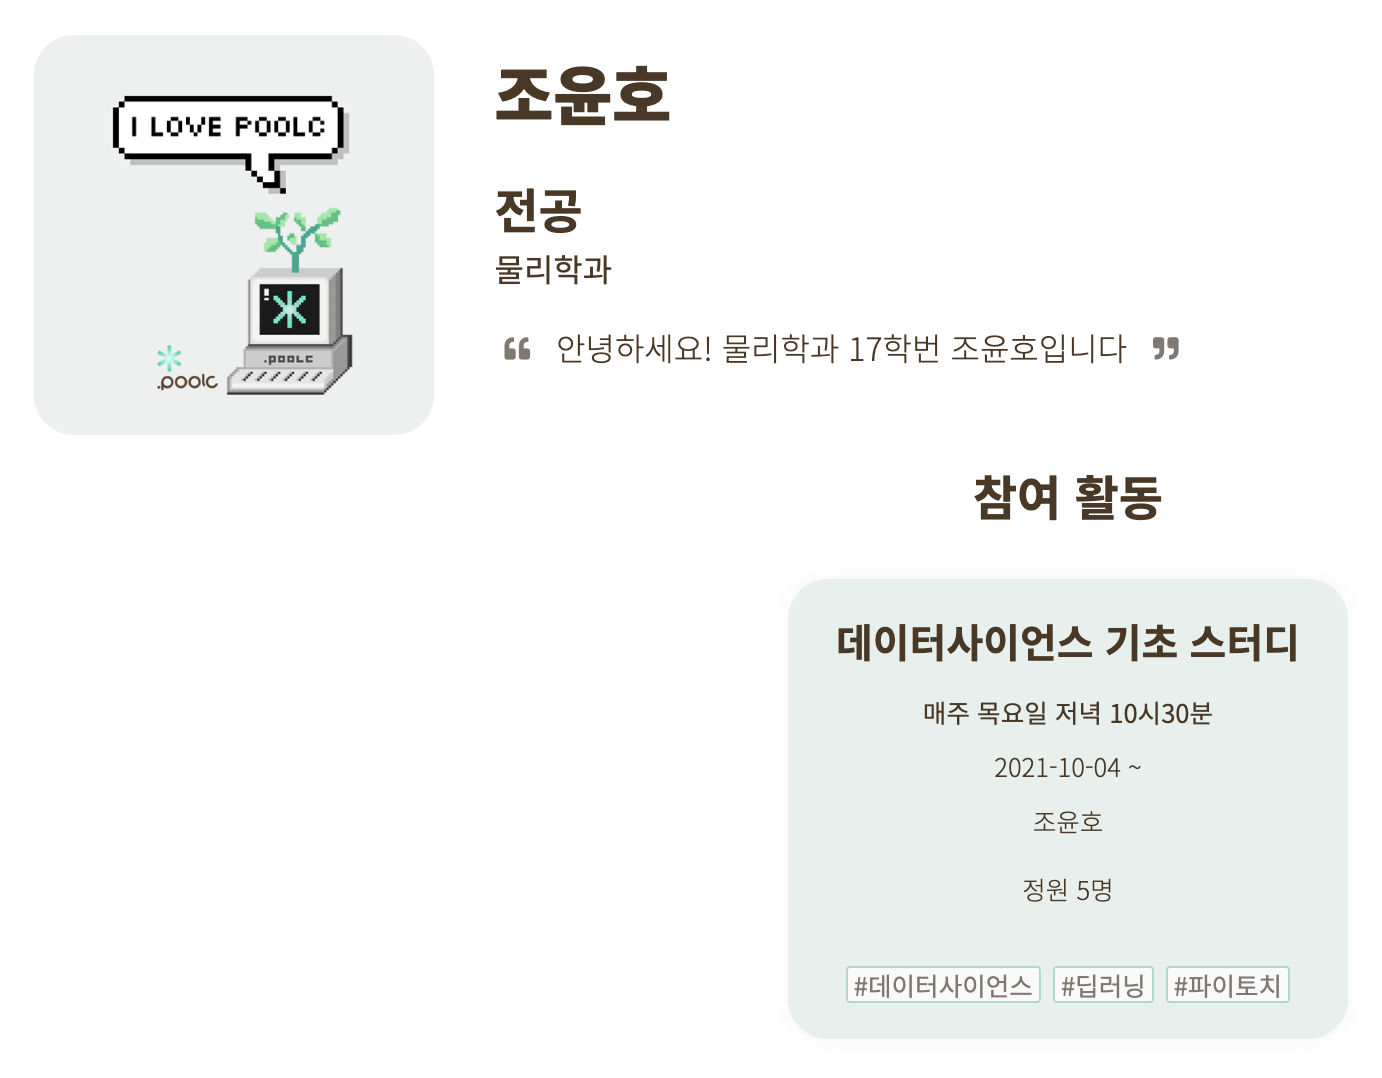 I LOVE POOLC
.POOLC
.poolc
조윤호
전공
물리학과
❝ 안녕하세요! 물리학과 17학번 조윤호입니다 ❞
참여 활동
데이터사이언스 기초 스터디
매주 목요일 저녁 10시30분
2021-10-04 ~
조윤호
정원 5명
#데이터사이언스 #딥러닝 #파이토치